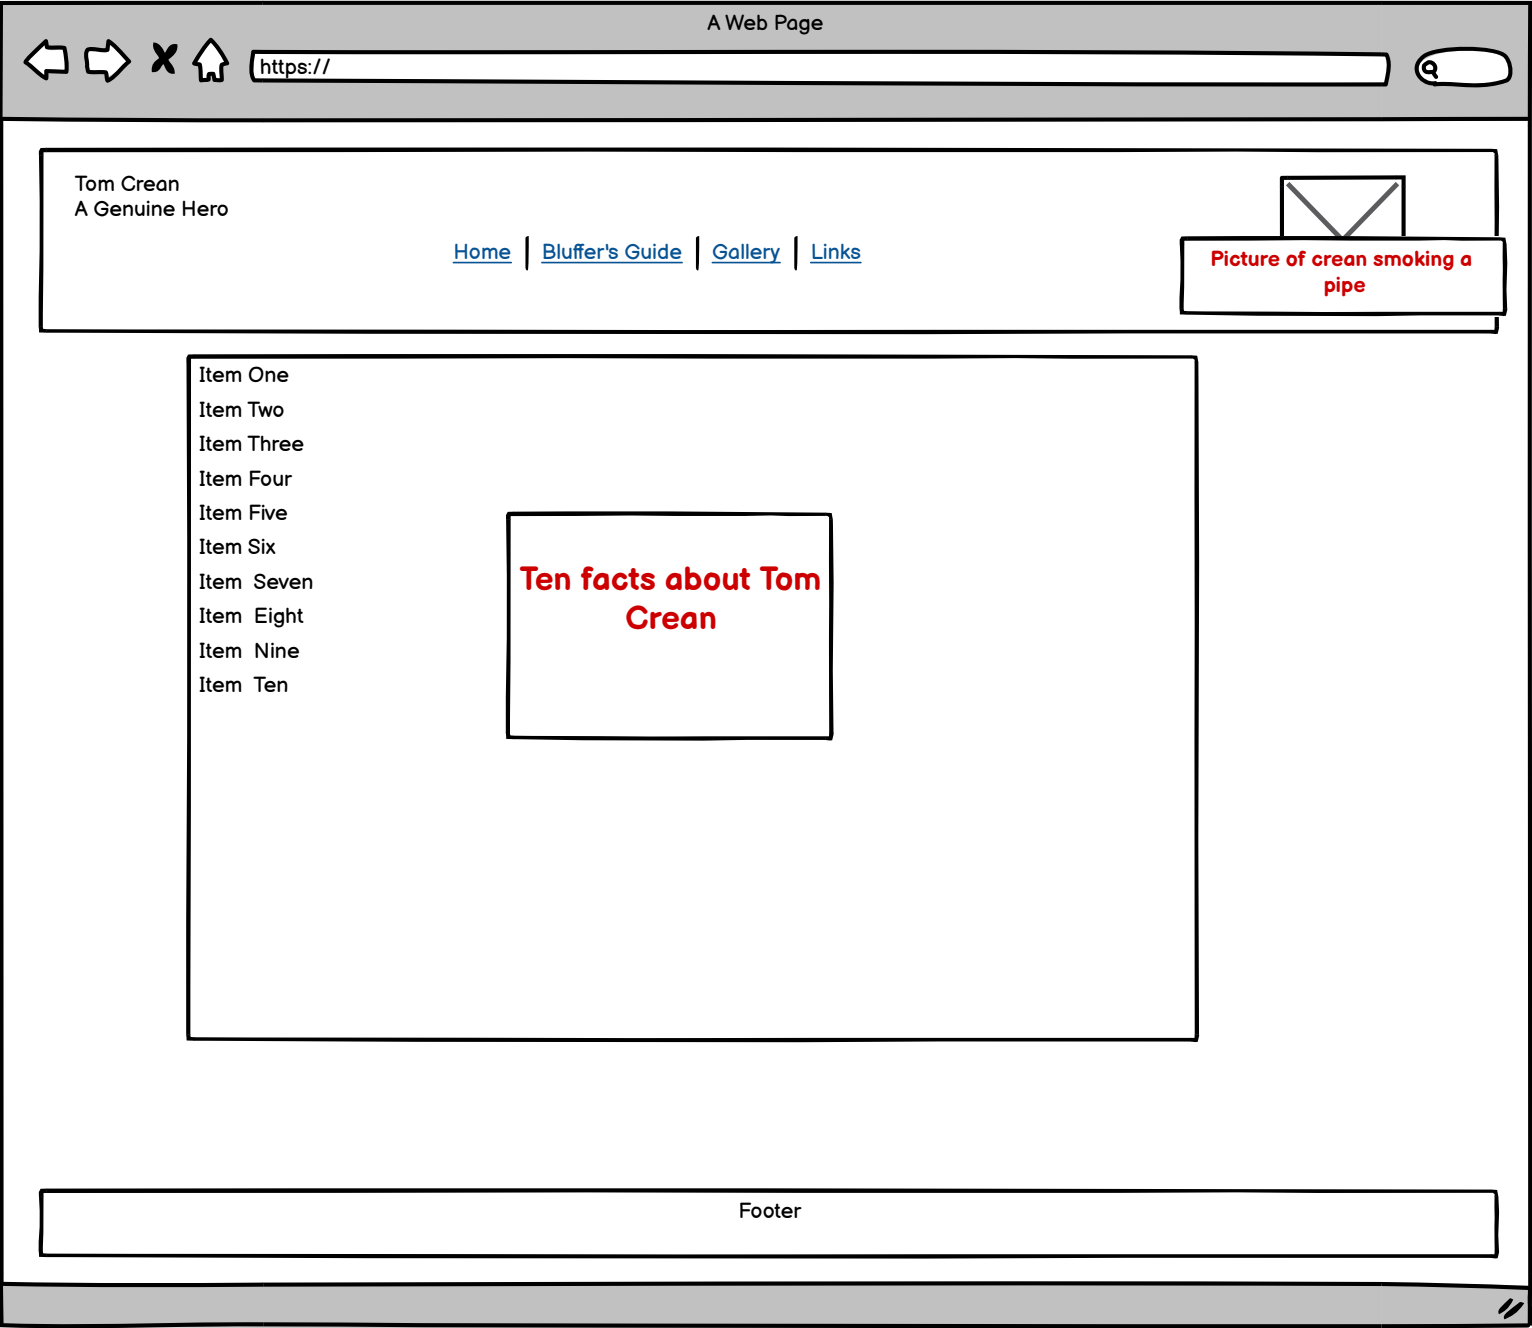 A Web Page
https://
Tom Crean
A Genuine Hero
Home Bluffer's Guide Gallery Links
Picture of crean smoking a
pipe
Item One
Item Two
Item Three
Item Four
Item Five
Item Six
Item Seven
Item Eight
Item Nine
Item Ten
Ten facts about Tom
Crean
Footer